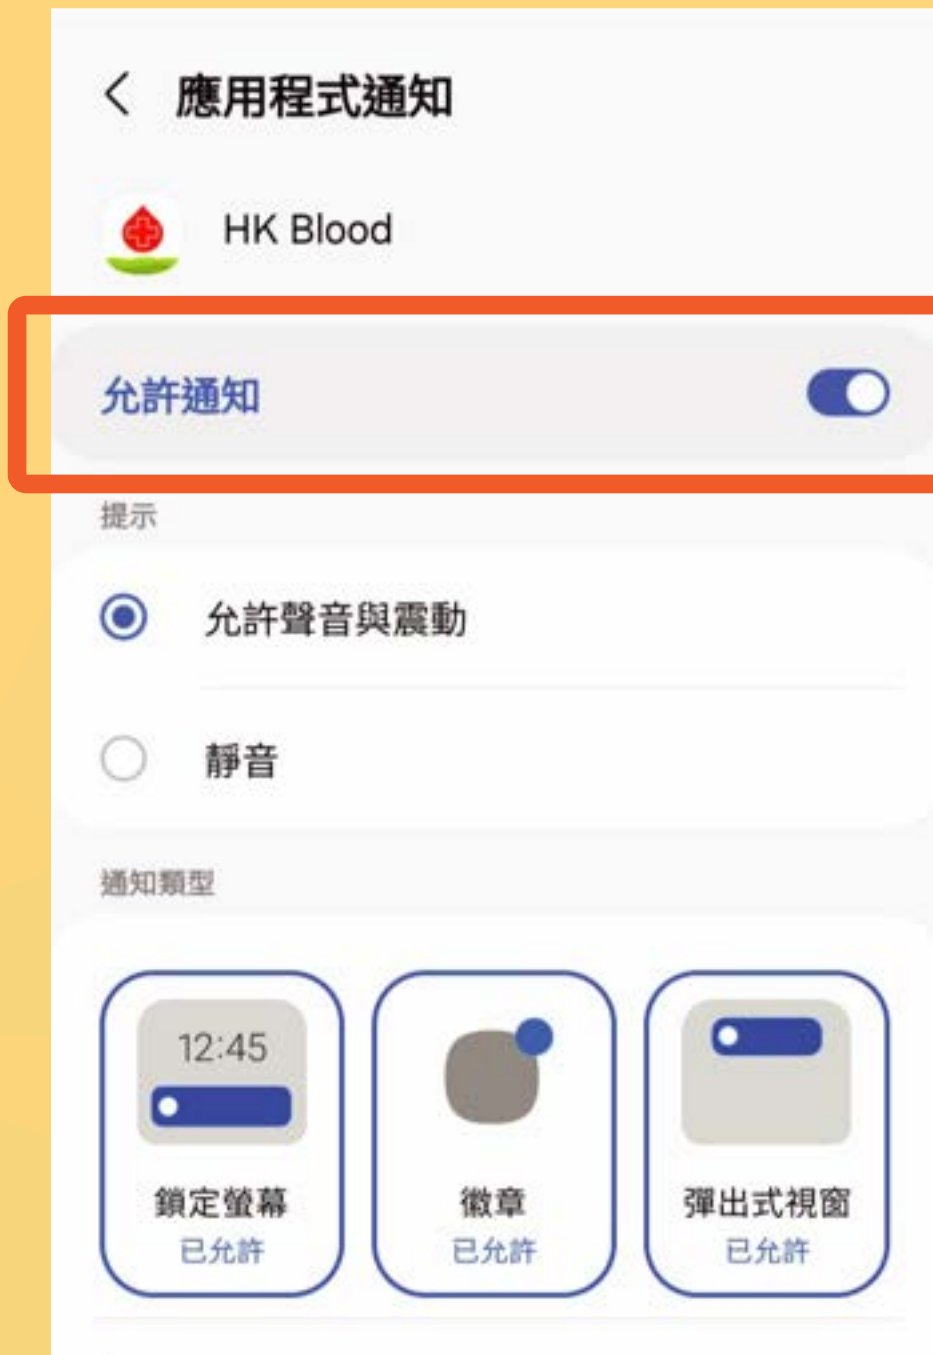 應用程式通知
HK Blood
允許通知
提示
允許聲音與震動
靜音
通知類型
12:45
鎖定螢幕
已允許
徽章
已允許
彈出式視窗
已允許